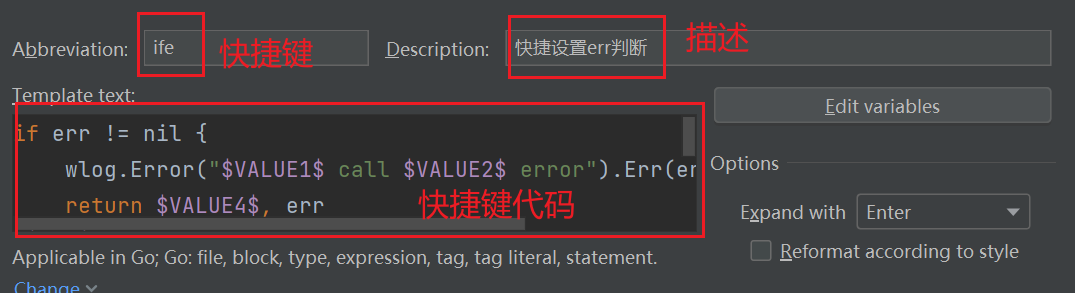 Abbreviation: ife 快捷键 Description: 快捷设置err判断 描述
Template text:
Edit variables
if err != nil {
wlog.Error("$VALUE1$ call $VALUE2$ error").Err(er
return $VALUE4$, err
快捷键代码
Options
Expand with Enter
Reformat according to style
Applicable in Go; Go: file, block, type, expression, tag, tag literal, statement.
Change